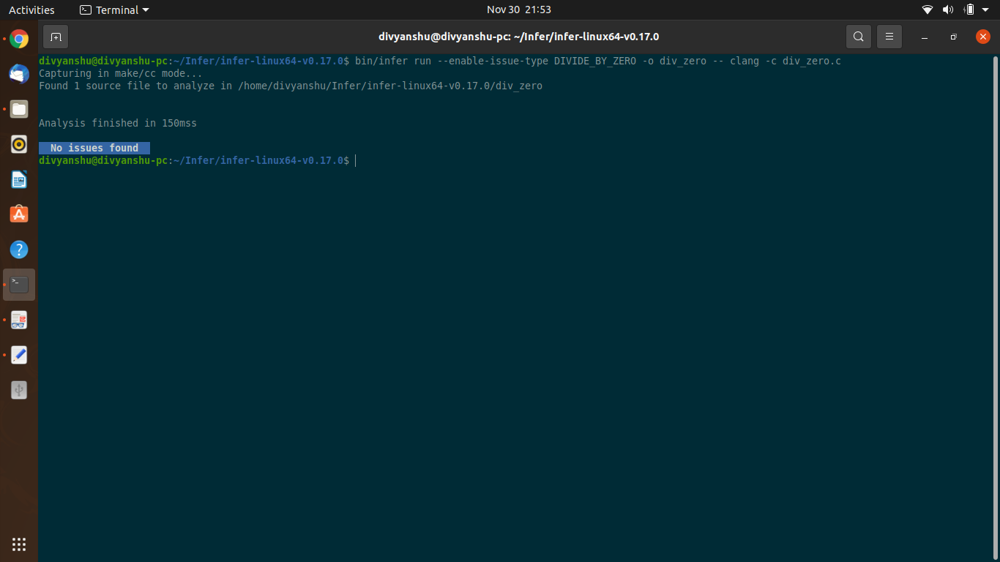 Activities Terminal Nov 30 21:53
divyanshu@divyanshu-pc: ~/Infer/infer-linux64-v0.17.0
divyanshu@divyanshu-pc:~/Infer/infer-linux64-v0.17.0$ bin/infer run --enable-issue-type DIVIDE_BY_ZERO -o div_zero -- clang -c div_zero.c
Capturing in make/cc mode...
Found 1 source file to analyze in /home/divyanshu/Infer/infer-linux64-v0.17.0/div_zero
Analysis finished in 150mss
No issues found
divyanshu@divyanshu-pc:~/Infer/infer-linux64-v0.17.0$